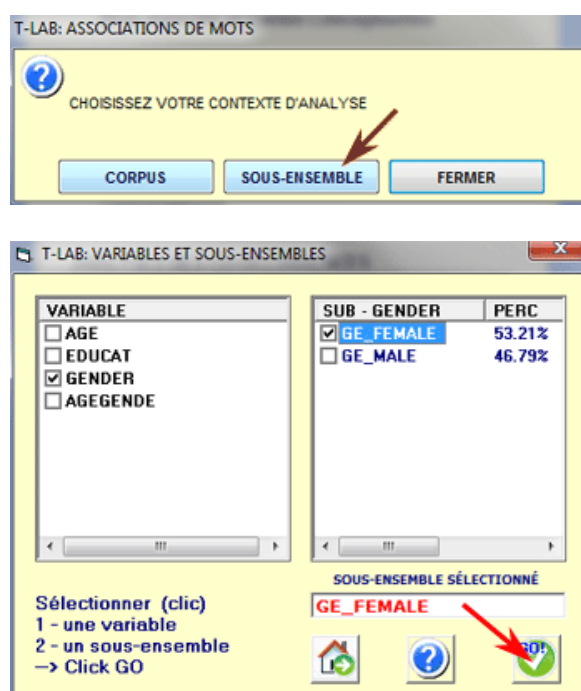 T-LAB: ASSOCIATIONS DE MOTS
CHOISISSEZ VOTRE CONTEXTE D'ANALYSE
CORPUS SOUS-ENSEMBLE FERMER
T-LAB: VARIABLES ET SOUS-ENSEMBLES
VARIABLE
AGE
EDUCAT
GENDER
AGEGENDE
SUB - GENDER PERC
GE_FEMALE 53.21%
GE_MALE 46.79%
SOUS-ENSEMBLE SÉLECTIONNÉ
GE_FEMALE
Sélectionner (clic)
1 - une variable
2 - un sous-ensemble
--> Click GO
GO!